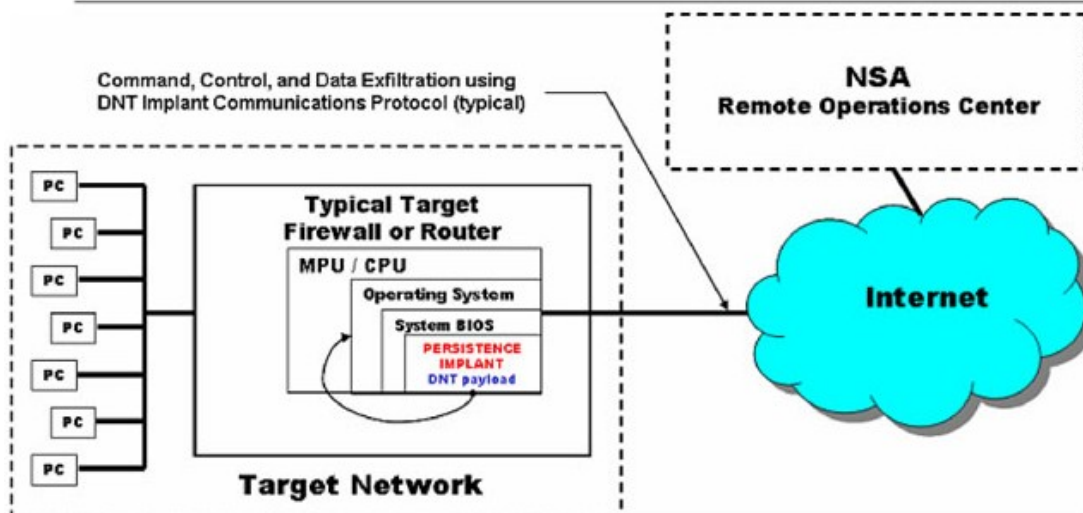 Command, Control, and Data Exfiltration using
DNT Implant Communications Protocol (typical)
NSA
Remote Operations Center
PC
PC
PC
PC
PC
PC
PC
Typical Target
Firewall or Router
MPU / CPU
Operating System
System BIOS
PERSISTENCE
IMPLANT
DNT payload
Internet
Target Network